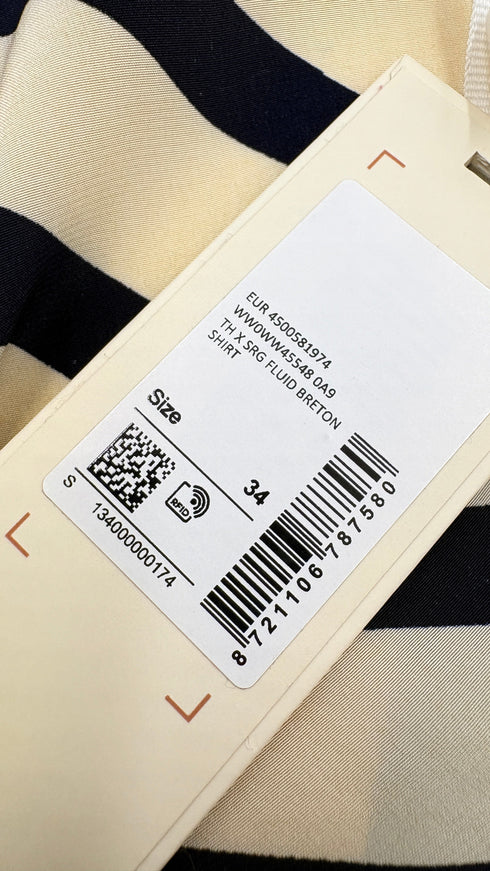 EUR 4500581974
WW0WW45548 0A9
TH X SRG FLUID BRETON
SHIRT
Size
34
RFID
S
134000000174
8 721106 787580